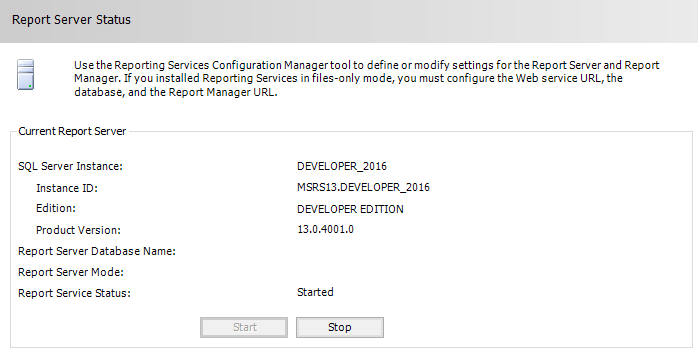 Report Server Status
Use the Reporting Services Configuration Manager tool to define or modify settings for the Report Server and Report
Manager. If you installed Reporting Services in files-only mode, you must configure the Web service URL, the
database, and the Report Manager URL.
Current Report Server
SQL Server Instance: DEVELOPER_2016
Instance ID: MSRS13.DEVELOPER_2016
Edition: DEVELOPER EDITION
Product Version: 13.0.4001.0
Report Server Database Name:
Report Server Mode:
Report Service Status: Started
Start Stop